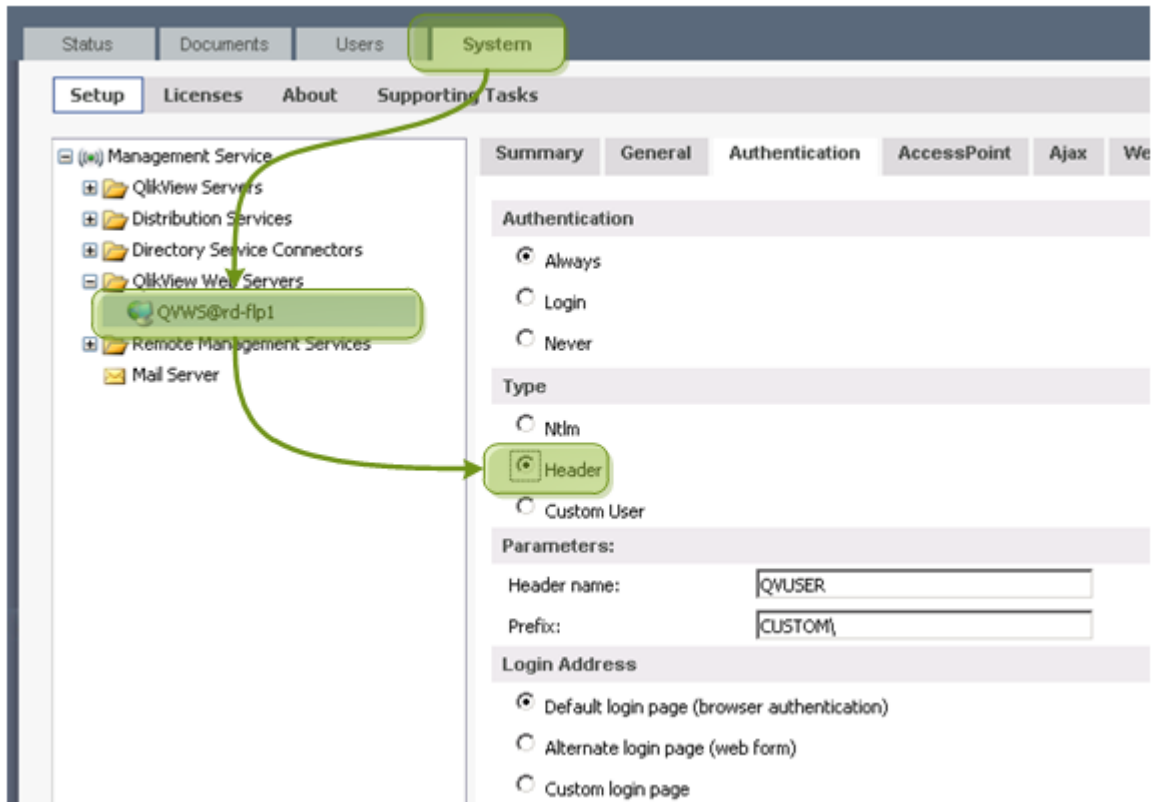 Status Documents Users System
Setup Licenses About Supporting Tasks
Management Service
QlikView Servers
Distribution Services
Directory Service Connectors
QlikView Web Servers
QVWS@rd-flp1
Remote Management Services
Mail Server
Summary General Authentication AccessPoint Ajax We
Authentication
Always
Login
Never
Type
Ntlm
Header
Custom User
Parameters:
Header name: QVUSER
Prefix: CUSTOM\
Login Address
Default login page (browser authentication)
Alternate login page (web form)
Custom login page